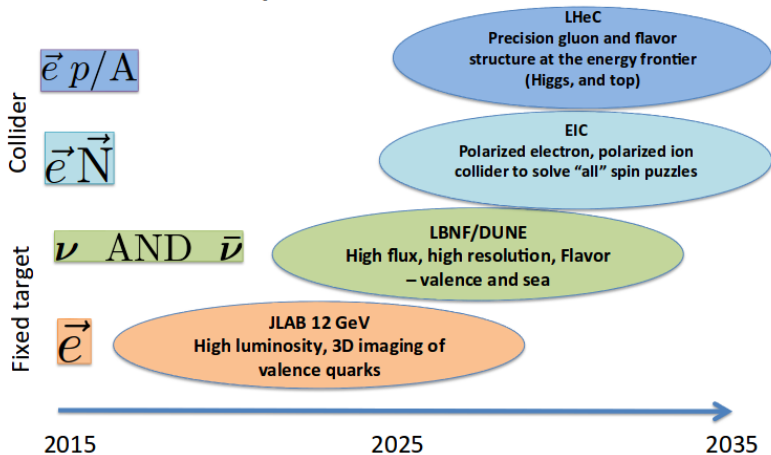 LHeC
Precision gluon and flavor
structure at the energy frontier
(Higgs, and top)
e⃗ p/A
Collider
EIC
Polarized electron, polarized ion
collider to solve “all” spin puzzles
e⃗ N⃗
LBNF/DUNE
High flux, high resolution, Flavor
– valence and sea
ν AND ν̄
Fixed target
JLAB 12 GeV
High luminosity, 3D imaging of
valence quarks
e⃗
2015 2025 2035